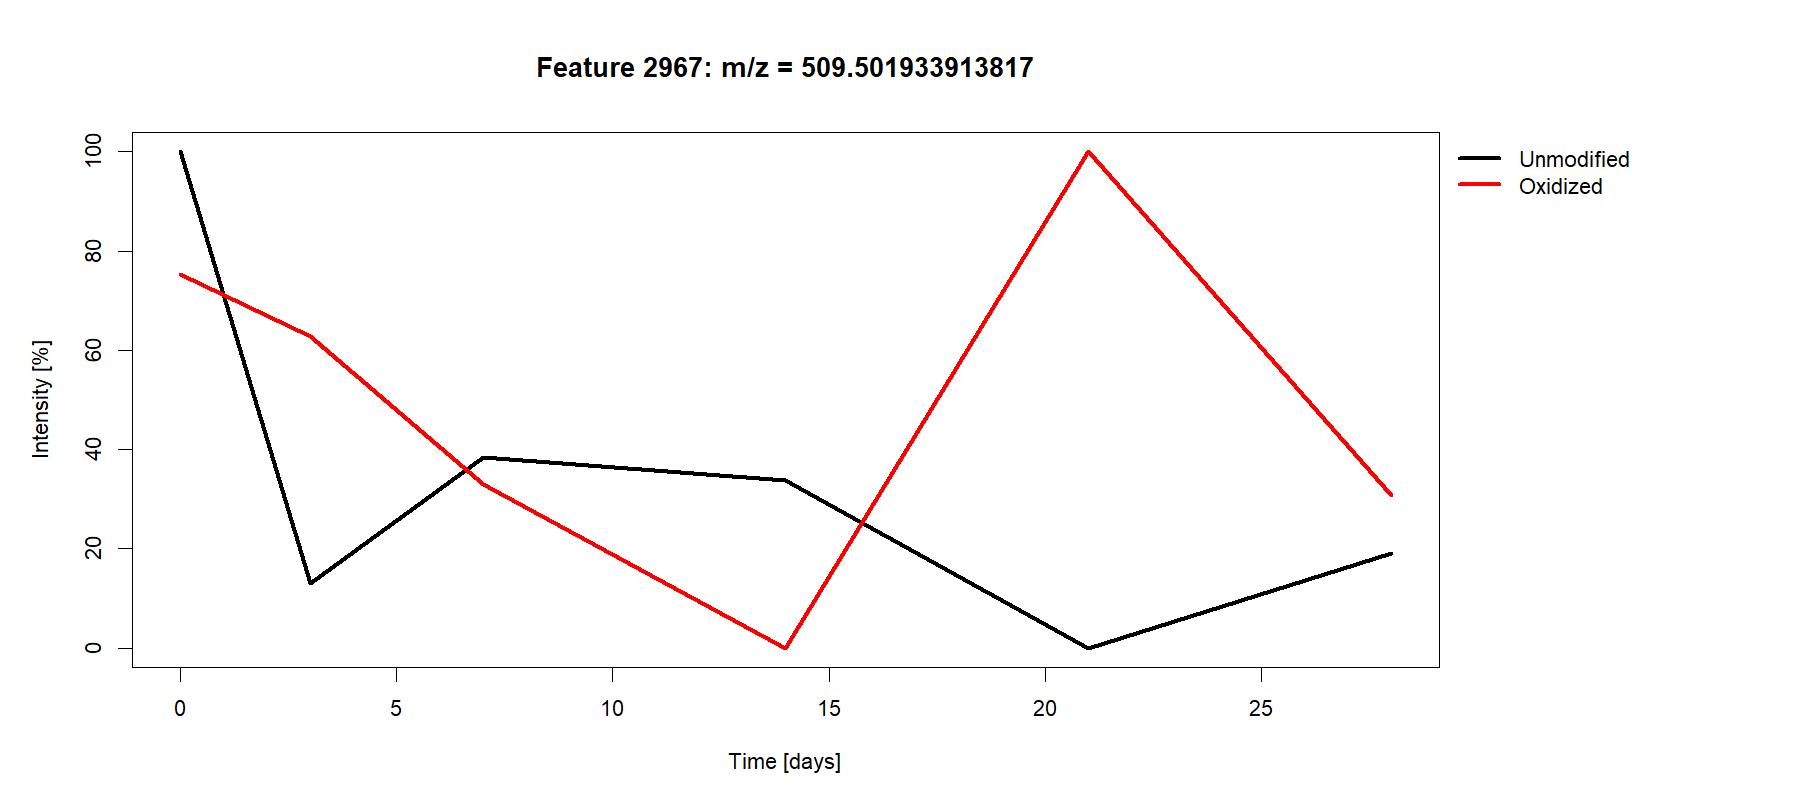 Feature 2967: m/z = 509.501933913817
Unmodified
Oxidized
Intensity [%]
100
80
60
40
20
0
0 5 10 15 20 25
Time [days]